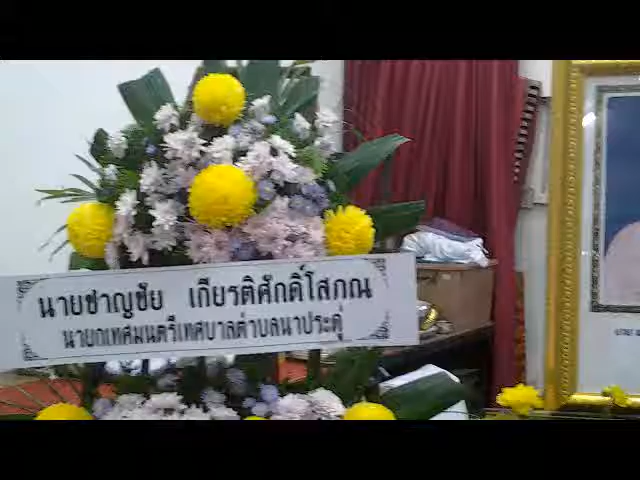 นายชาญชัย เกียรติศักดิ์โสภณ
นายกเทศมนตรีเทศบาลตำบลนาประดู่